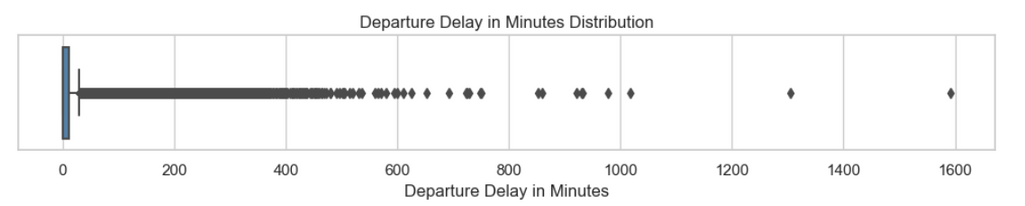 Departure Delay in Minutes Distribution
0 200 400 600 800 1000 1200 1400 1600
Departure Delay in Minutes